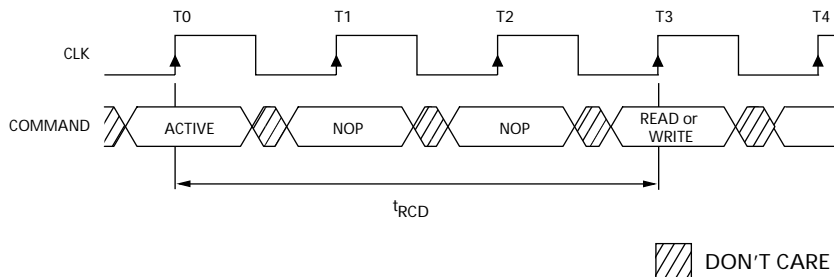 T0 T1 T2 T3 T4
CLK
COMMAND ACTIVE NOP NOP READ or
WRITE
tRCD
DON'T CARE